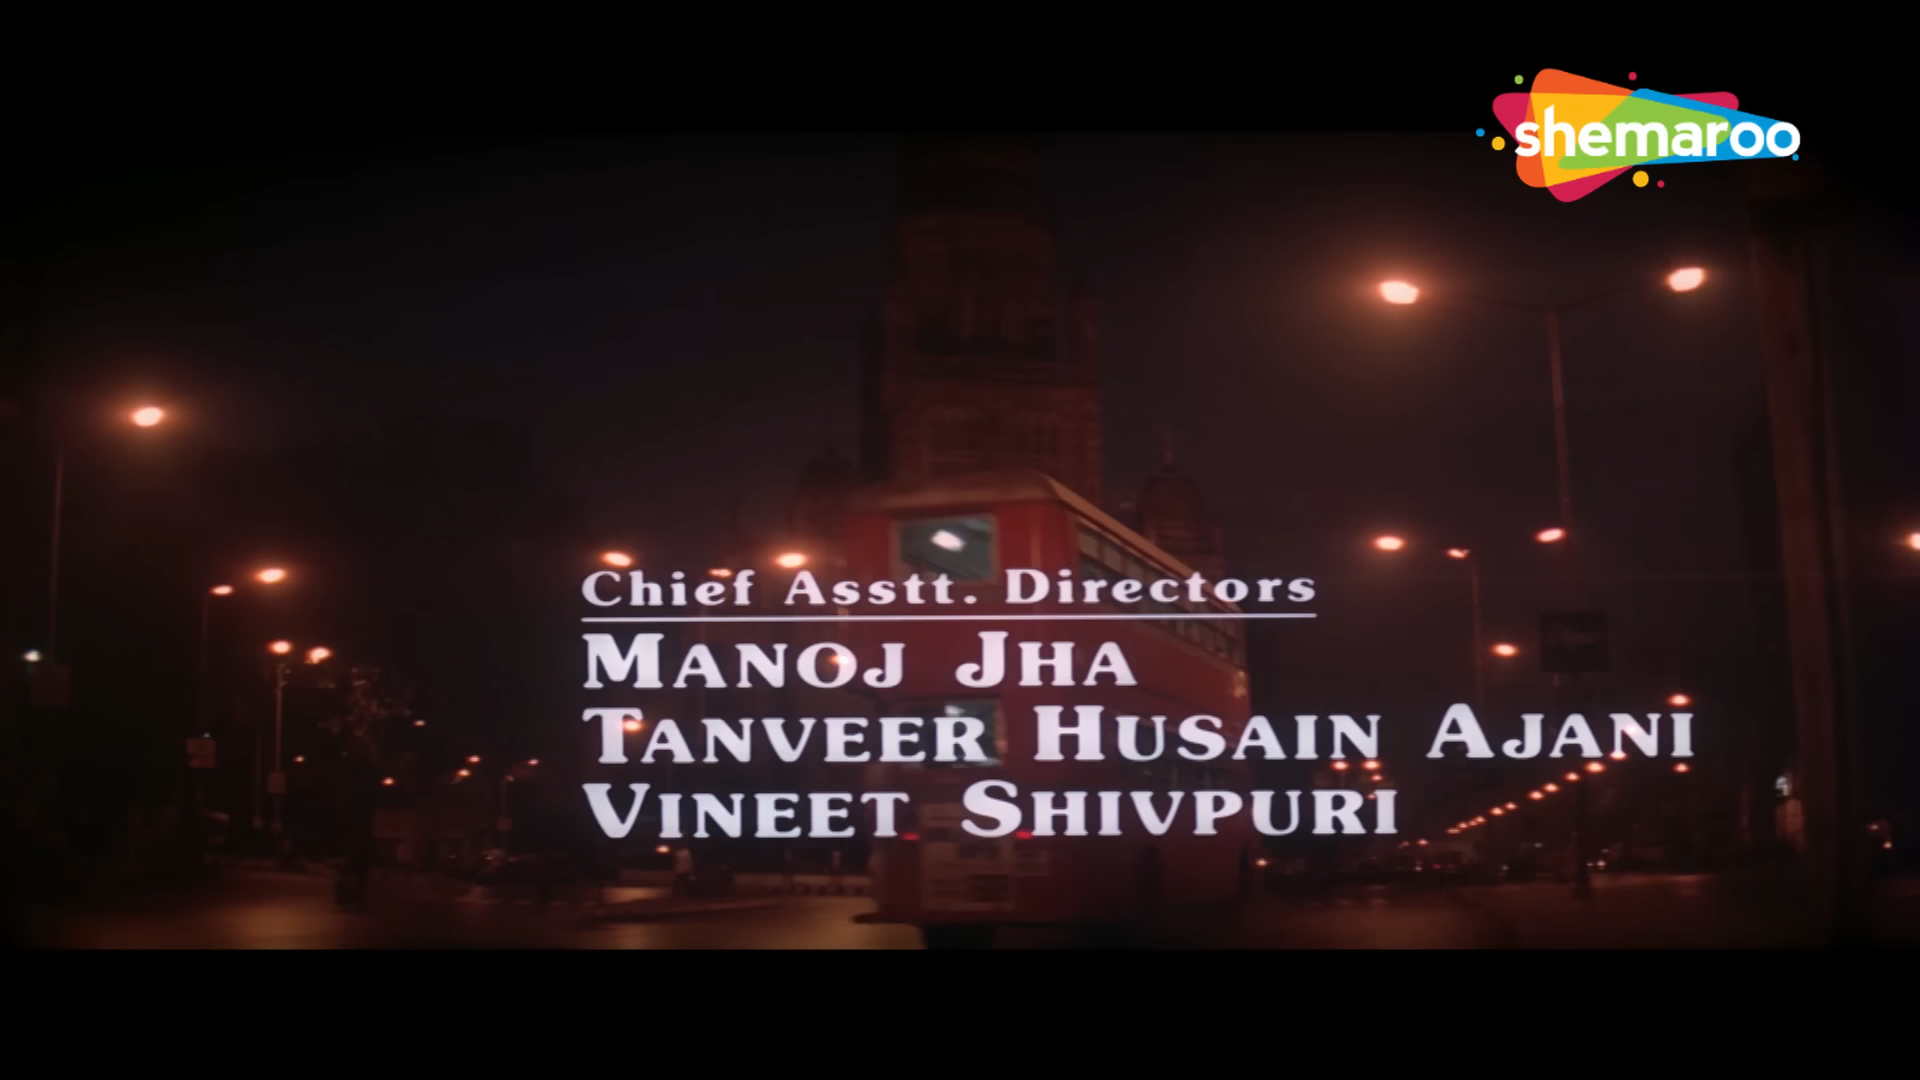 shemaroo
Chief Asstt. Directors
MANOJ JHA
TANVEER HUSAIN AJANI
VINEET SHIVPURI